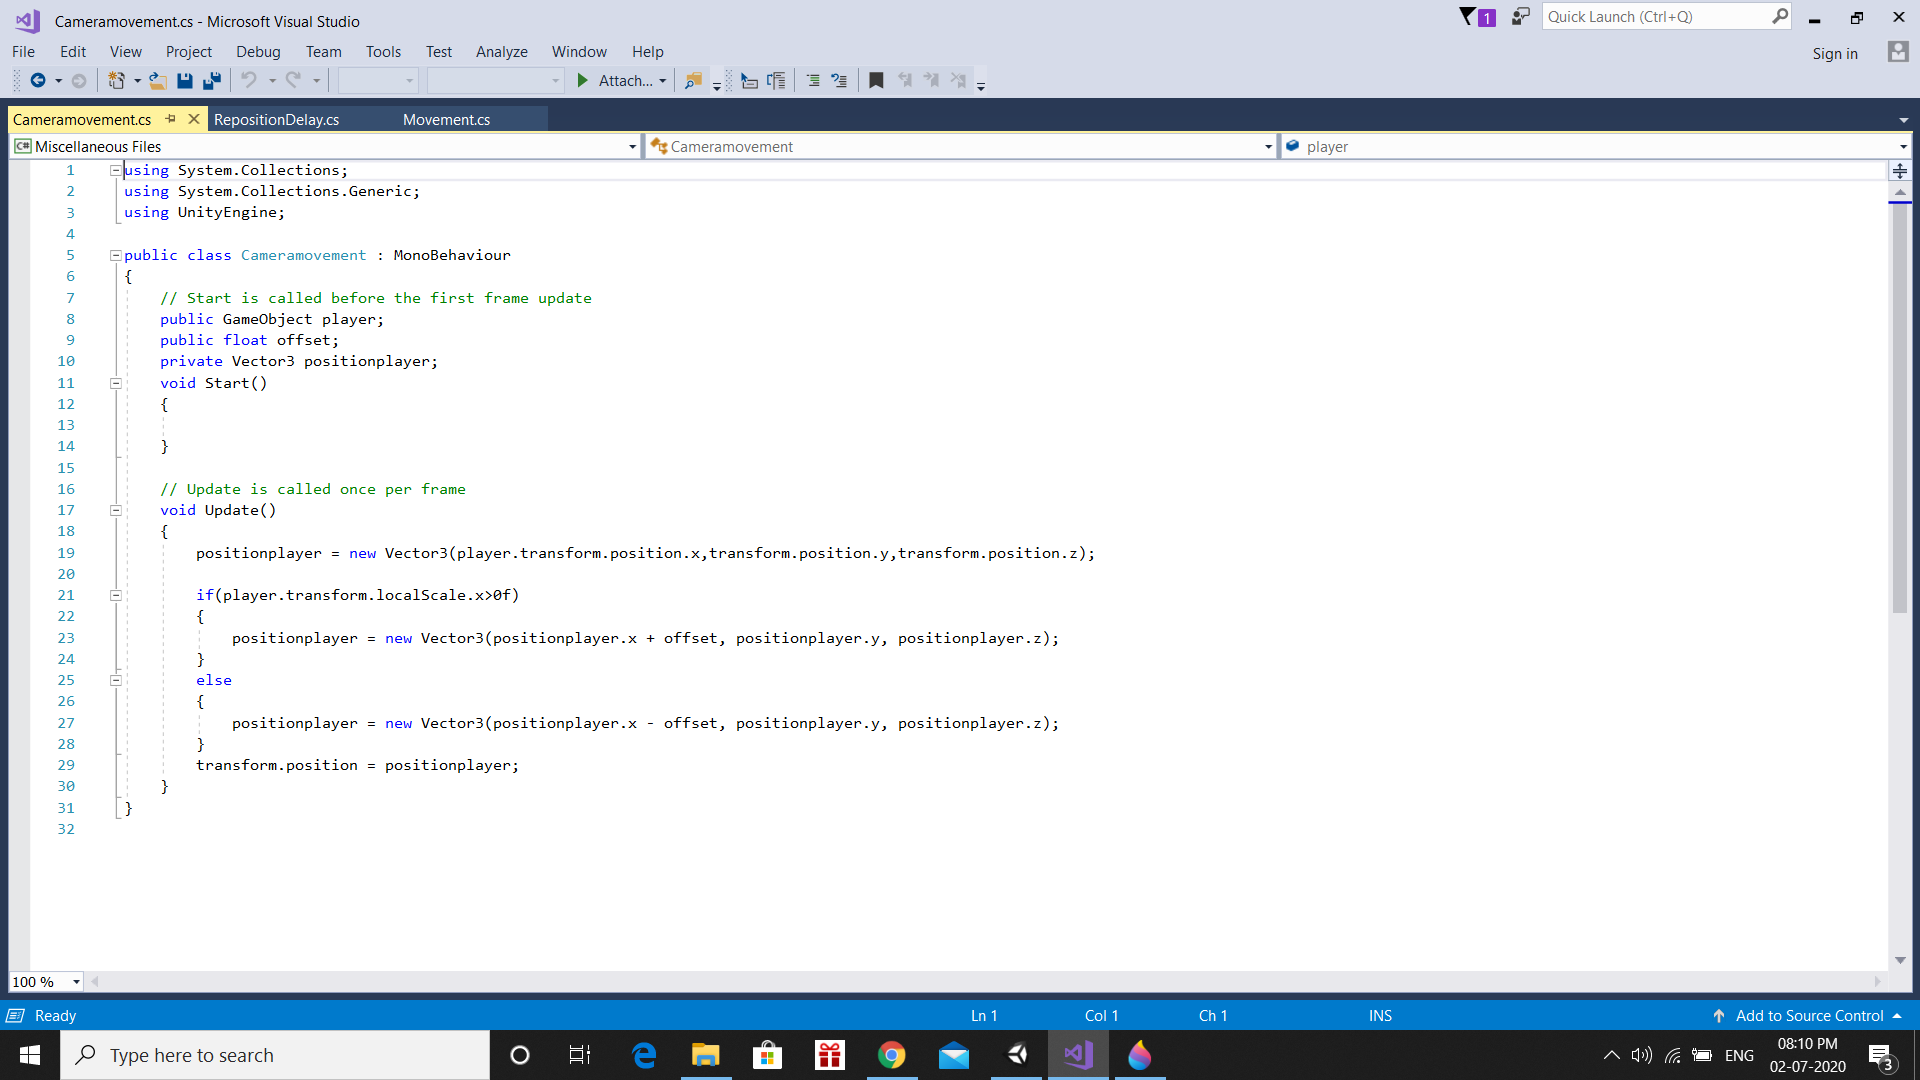 Cameramovement.cs - Microsoft Visual Studio
1
Quick Launch (Ctrl+Q)
File Edit View Project Debug Team Tools Test Analyze Window Help
Sign in
Attach...
Cameramovement.cs RepositionDelay.cs Movement.cs
C# Miscellaneous Files Cameramovement player
1 using System.Collections;
2 using System.Collections.Generic;
3 using UnityEngine;
4
5 public class Cameramovement : MonoBehaviour
6 {
7 // Start is called before the first frame update
8 public GameObject player;
9 public float offset;
10 private Vector3 positionplayer;
11 void Start()
12 {
13
14 }
15
16 // Update is called once per frame
17 void Update()
18 {
19 positionplayer = new Vector3(player.transform.position.x,transform.position.y,transform.position.z);
20
21 if(player.transform.localScale.x>0f)
22 {
23 positionplayer = new Vector3(positionplayer.x + offset, positionplayer.y, positionplayer.z);
24 }
25 else
26 {
27 positionplayer = new Vector3(positionplayer.x - offset, positionplayer.y, positionplayer.z);
28 }
29 transform.position = positionplayer;
30 }
31 }
32
100 %
Ready Ln 1 Col 1 Ch 1 INS Add to Source Control
Type here to search
ENG
08:10 PM
02-07-2020
3